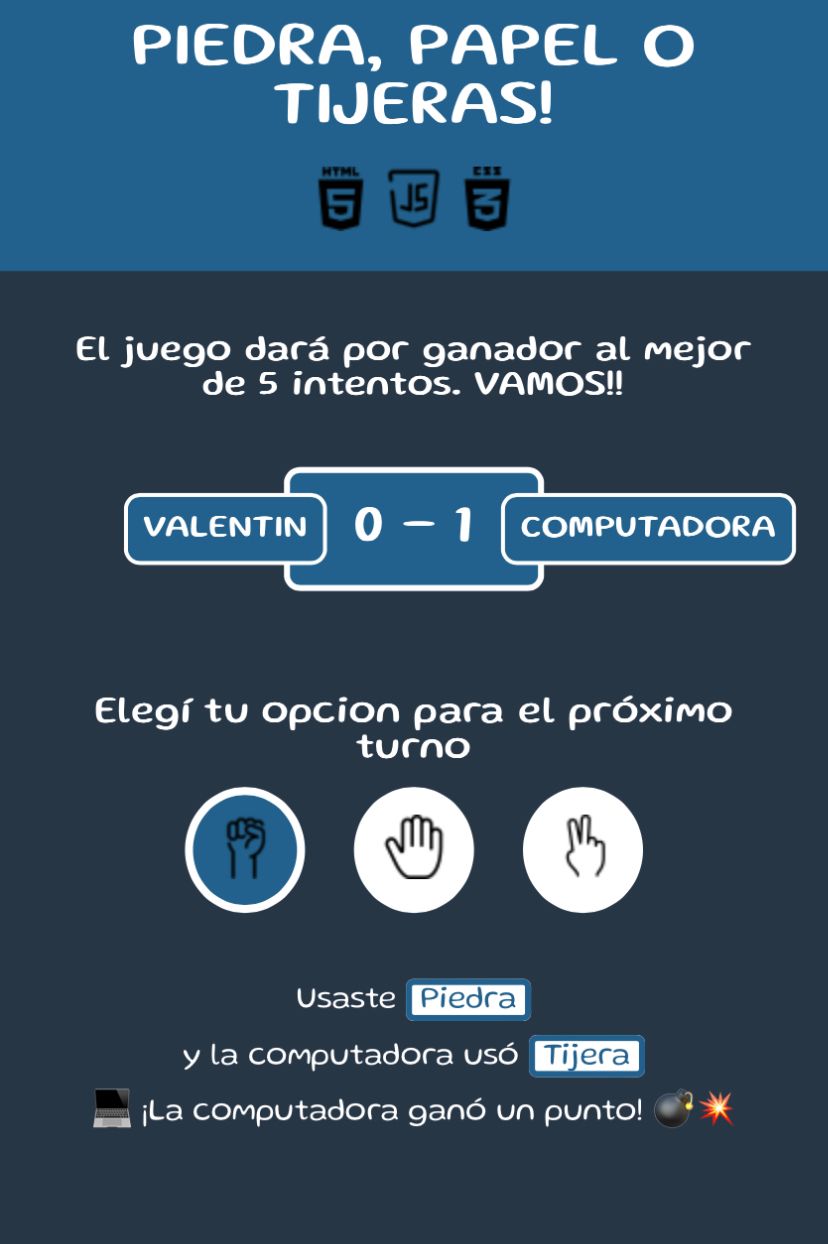 PIEDRA, PAPEL O
TIJERAS!
HTML
5
JS
CSS
3
El juego dará por ganador al mejor
de 5 intentos. VAMOS!!
VALENTIN
0 - 1
COMPUTADORA
Elegí tu opcion para el próximo
turno
Usaste Piedra
y la computadora usó Tijera
¡La computadora ganó un punto!